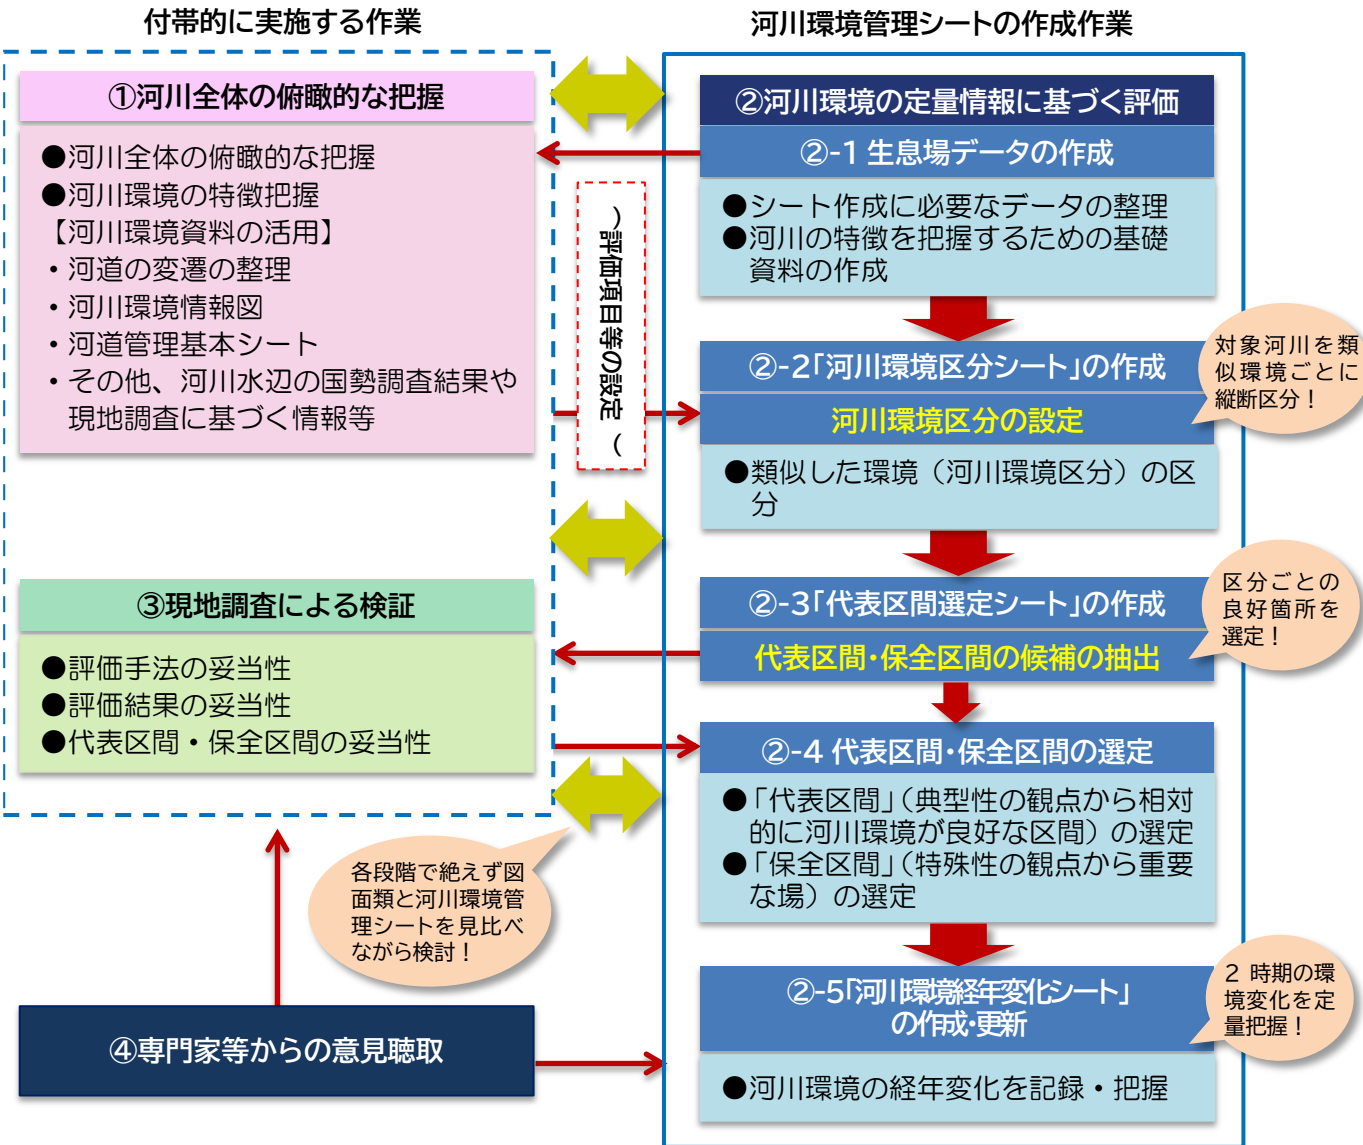 付帯的に実施する作業
①河川全体の俯瞰的な把握
●河川全体の俯瞰的な把握
●河川環境の特徴把握
【河川環境資料の活用】
・河道の変遷の整理
・河川環境情報図
・河道管理基本シート
・その他、河川水辺の国勢調査結果や
現地調査に基づく情報等
(評価項目等の設定)
③現地調査による検証
●評価手法の妥当性
●評価結果の妥当性
●代表区間・保全区間の妥当性
各段階で絶えず図
面類と河川環境管
理シートを見比べ
ながら検討！
④専門家等からの意見聴取
河川環境管理シートの作成作業
②河川環境の定量情報に基づく評価
②-1 生息場データの作成
●シート作成に必要なデータの整理
●河川の特徴を把握するための基礎
資料の作成
②-2「河川環境区分シート」の作成
河川環境区分の設定
●類似した環境（河川環境区分）の区
分
対象河川を類
似環境ごとに
縦断区分！
②-3「代表区間選定シート」の作成
代表区間・保全区間の候補の抽出
区分ごとの
良好箇所を
選定！
②-4 代表区間・保全区間の選定
●「代表区間」（典型性の観点から相対
的に河川環境が良好な区間）の選定
●「保全区間」（特殊性の観点から重要
な場）の選定
②-5「河川環境経年変化シート」
の作成・更新
●河川環境の経年変化を記録・把握
2 時期の環
境変化を定
量把握！